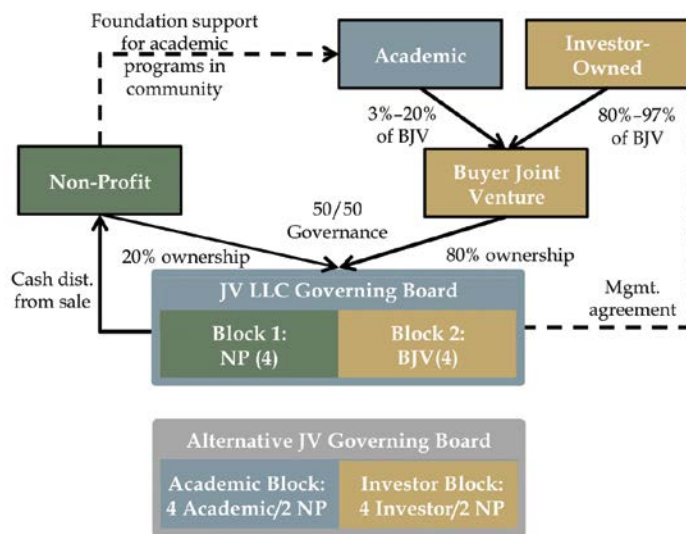 Foundation support
for academic
programs in
community
Academic
Investor-
Owned
3%–20%
of BJV
80%–97%
of BJV
Non-Profit
Buyer Joint
Venture
50/50
Governance
20% ownership
80% ownership
Cash dist.
from sale
JV LLC Governing Board
Block 1:
NP (4)
Block 2:
BJV(4)
Mgmt.
agreement
Alternative JV Governing Board
Academic Block:
4 Academic/2 NP
Investor Block:
4 Investor/2 NP